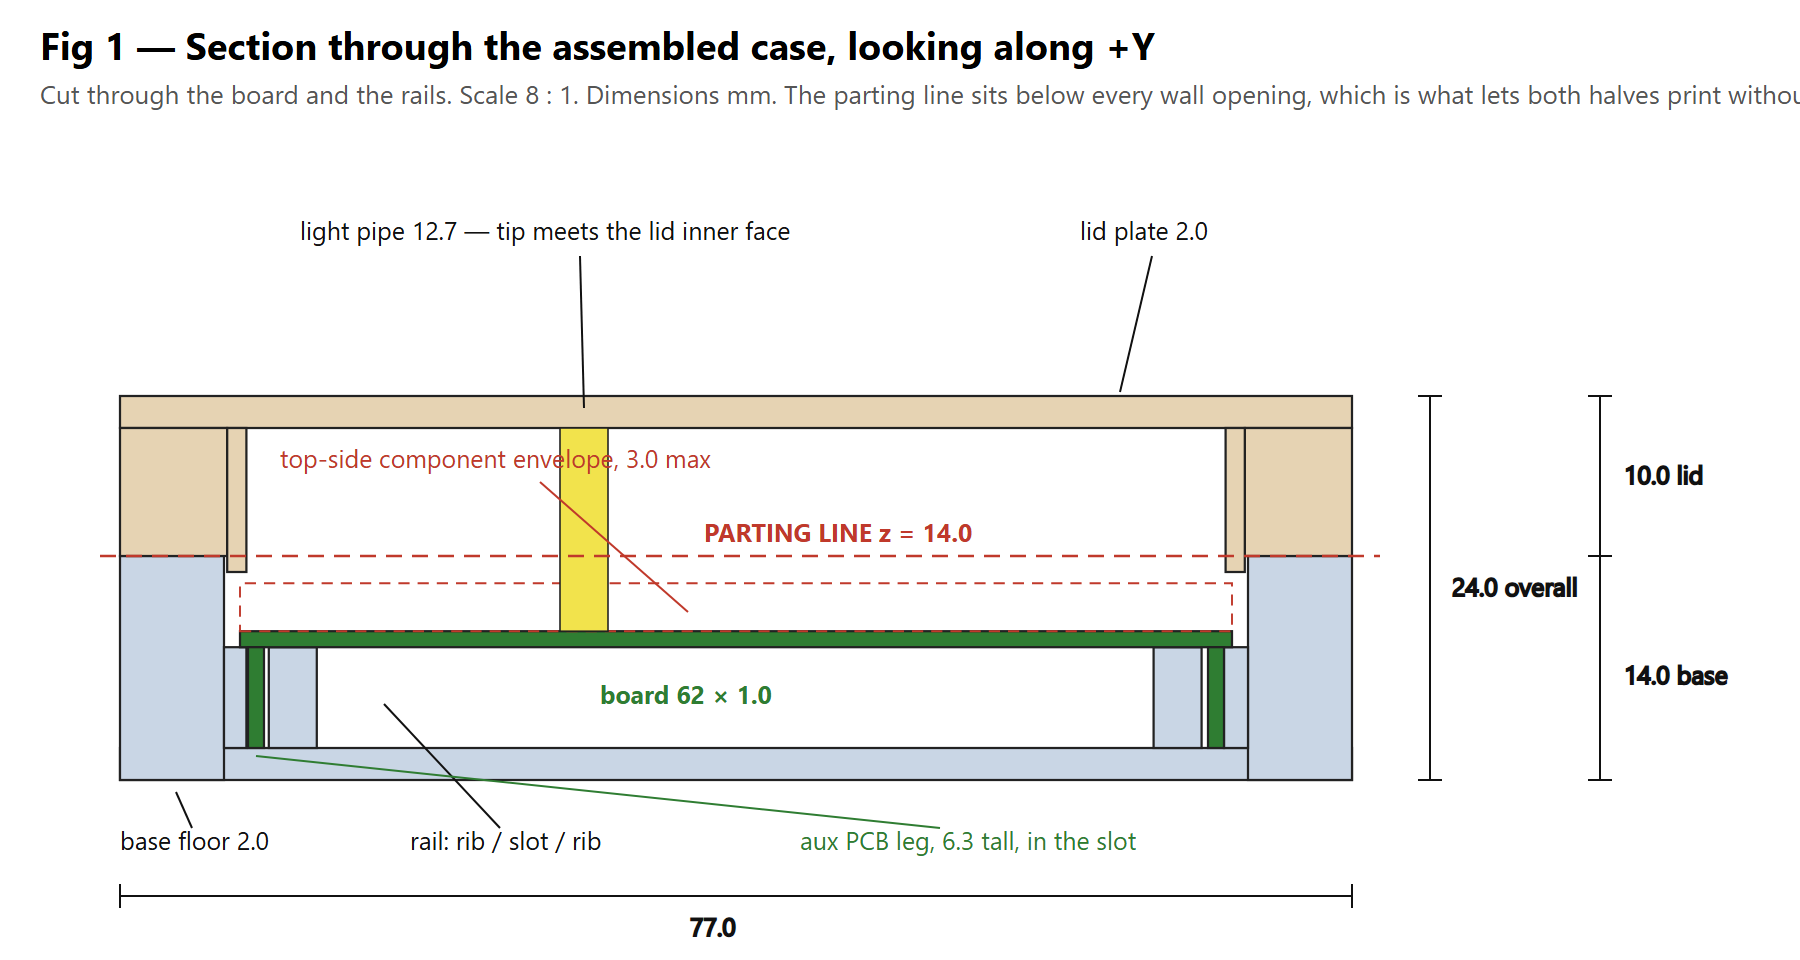 Fig 1 — Section through the assembled case, looking along +Y
Cut through the board and the rails. Scale 8 : 1. Dimensions mm. The parting line sits below every wall opening, which is what lets both halves print withou
light pipe 12.7 — tip meets the lid inner face
lid plate 2.0
top-side component envelope, 3.0 max
10.0 lid
PARTING LINE z = 14.0
24.0 overall
14.0 base
board 62 × 1.0
base floor 2.0
rail: rib / slot / rib
aux PCB leg, 6.3 tall, in the slot
77.0